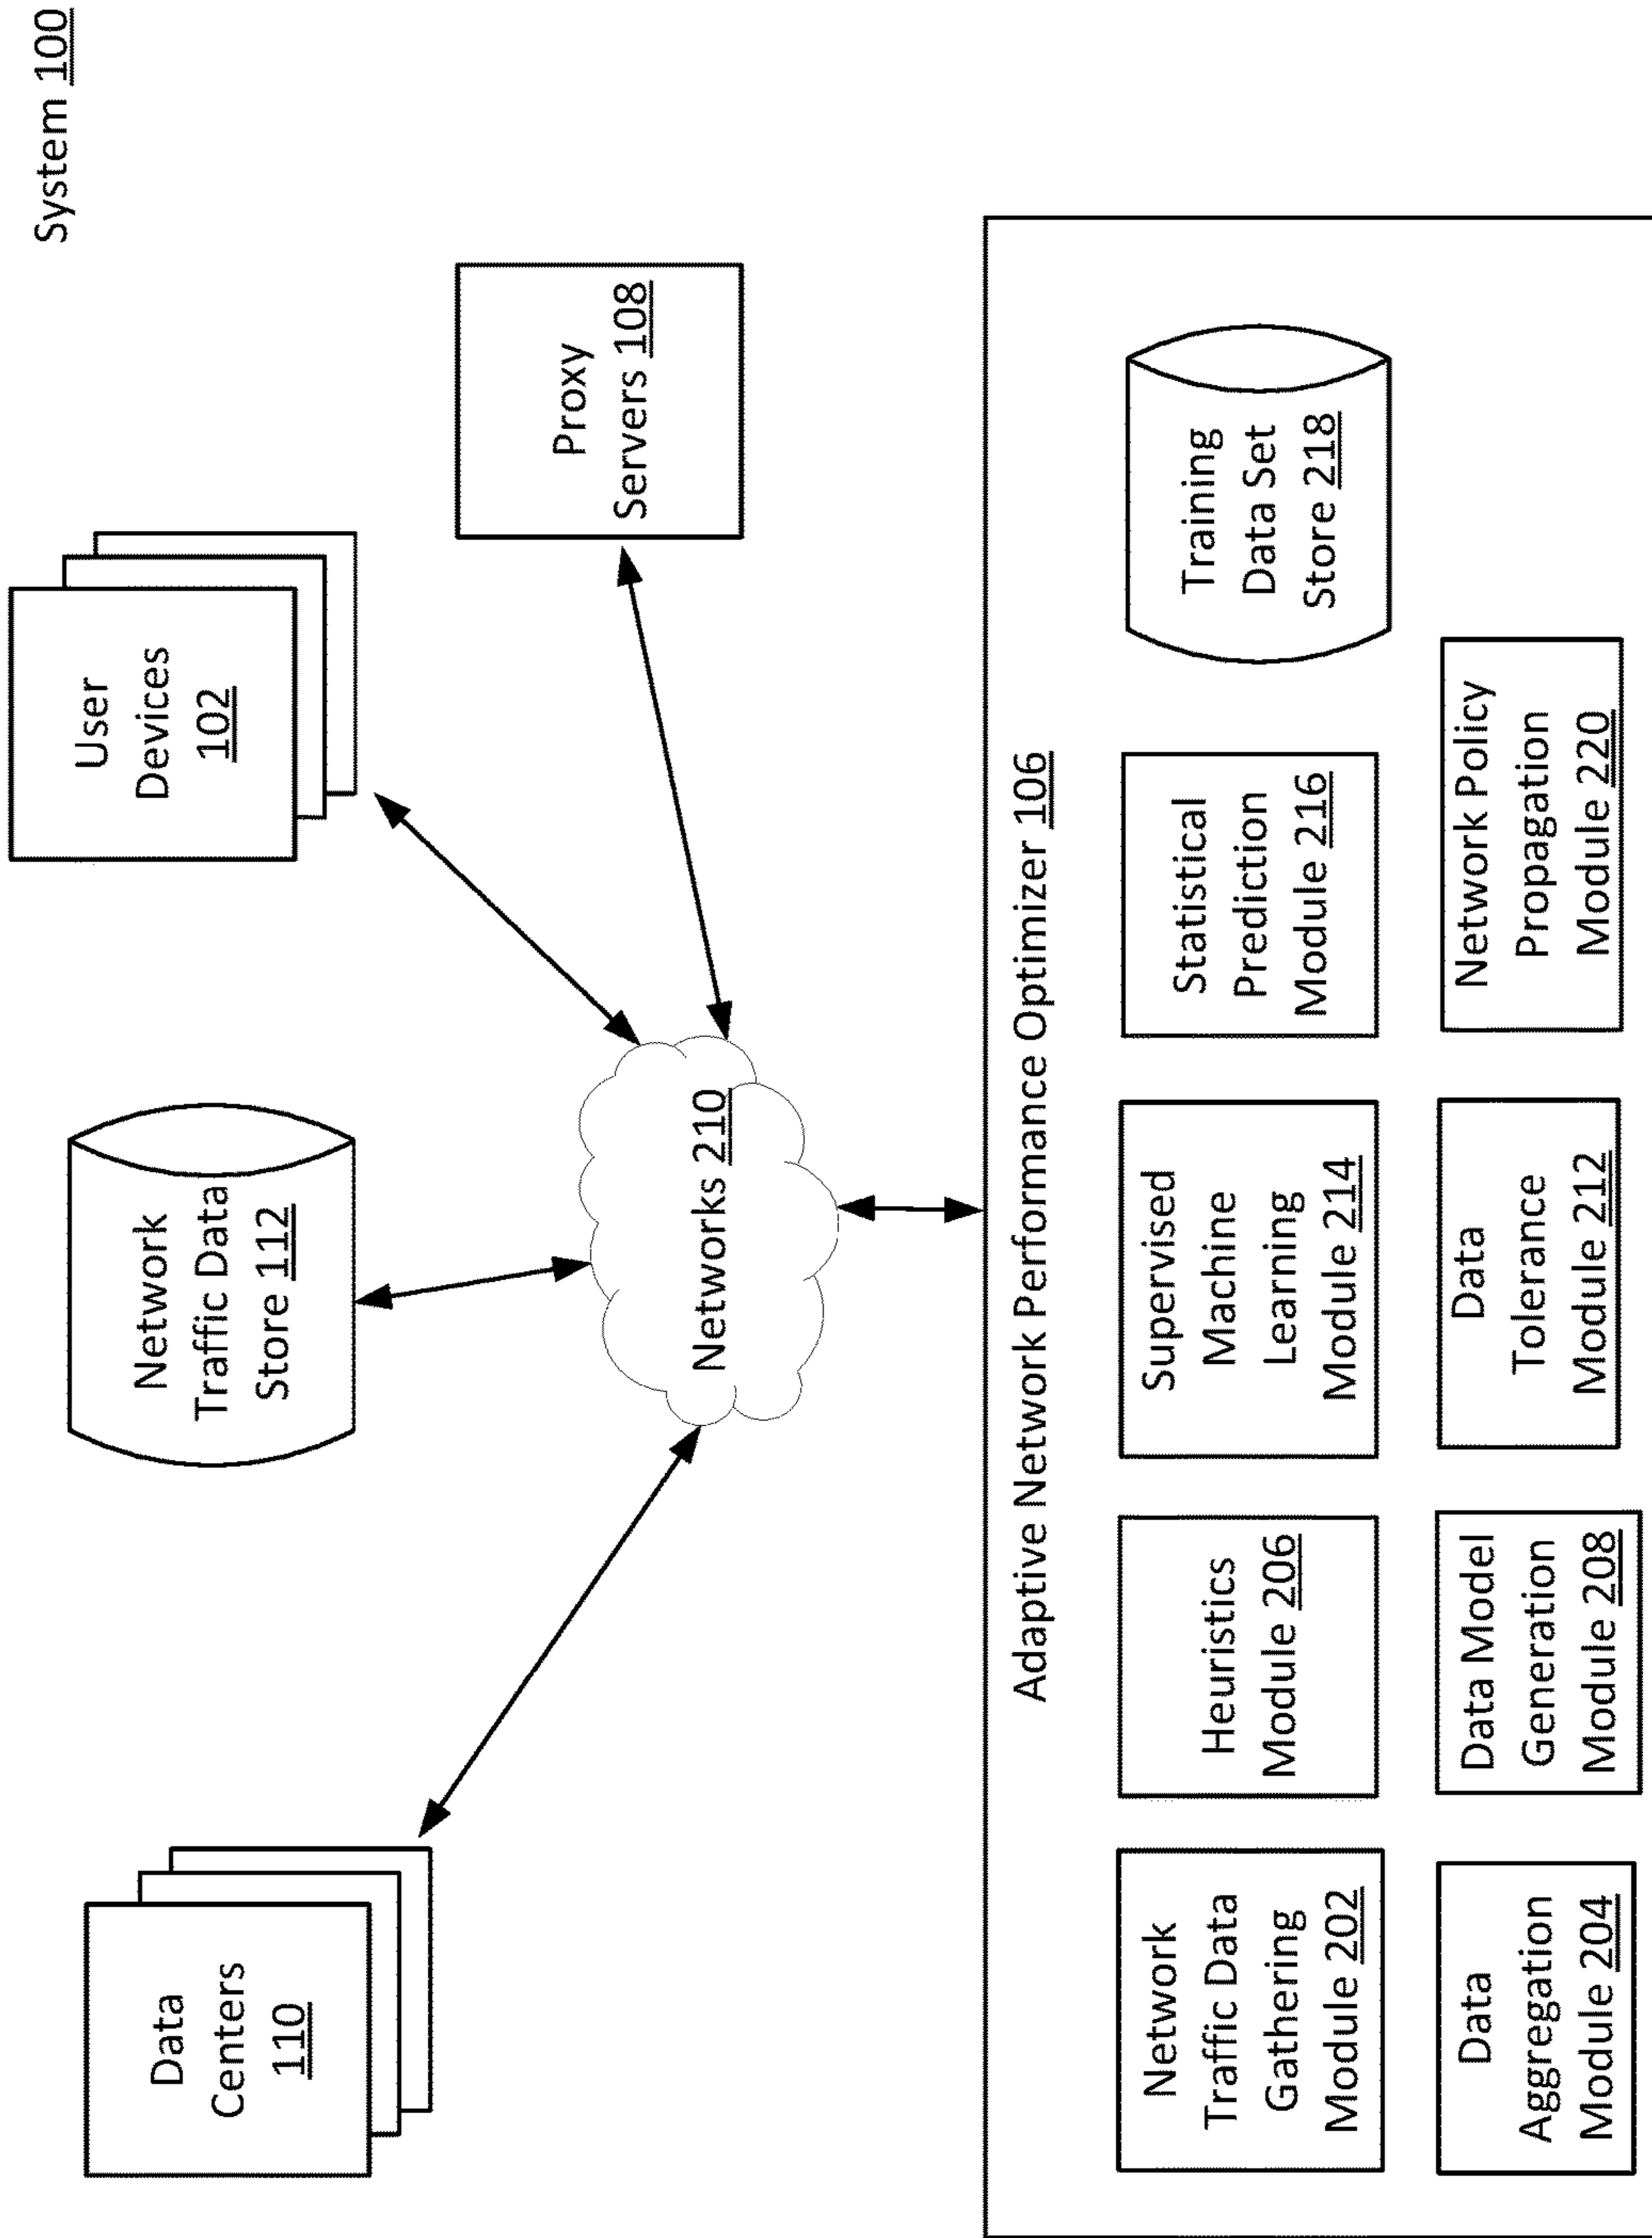 System 100
Data
Centers
110
Network
Traffic Data
Store 112
User
Devices
102
Proxy
Servers 108
Networks 210
Adaptive Network Performance Optimizer 106
Network
Traffic Data
Gathering
Module 202
Heuristics
Module 206
Supervised
Machine
Learning
Module 214
Statistical
Prediction
Module 216
Training
Data Set
Store 218
Data
Aggregation
Module 204
Data Model
Generation
Module 208
Data
Tolerance
Module 212
Network Policy
Propagation
Module 220